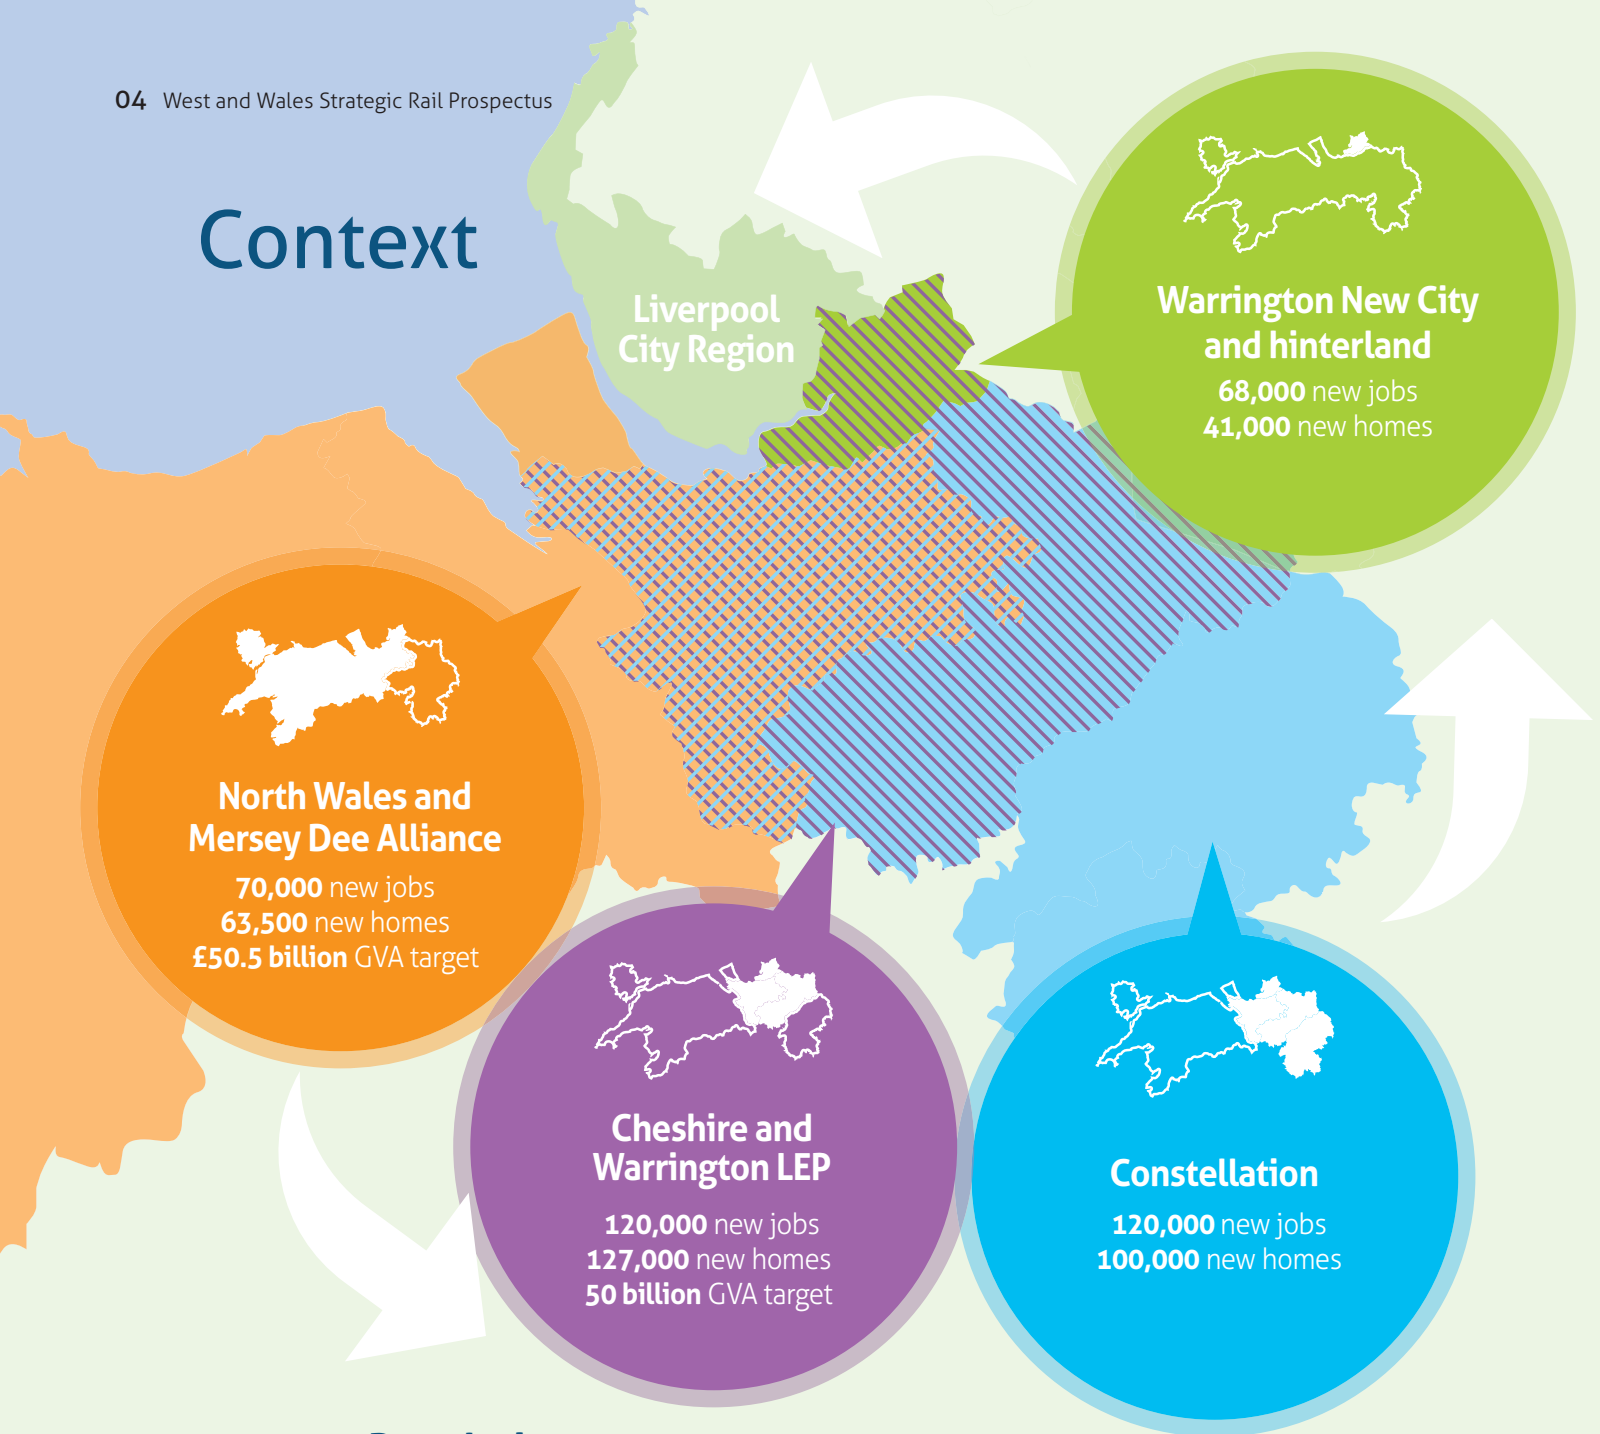 04 West and Wales Strategic Rail Prospectus
Context
Liverpool
City Region
Warrington New City
and hinterland
68,000 new jobs
41,000 new homes
North Wales and
Mersey Dee Alliance
70,000 new jobs
63,500 new homes
£50.5 billion GVA target
Cheshire and
Warrington LEP
120,000 new jobs
127,000 new homes
50 billion GVA target
Constellation
120,000 new jobs
100,000 new homes